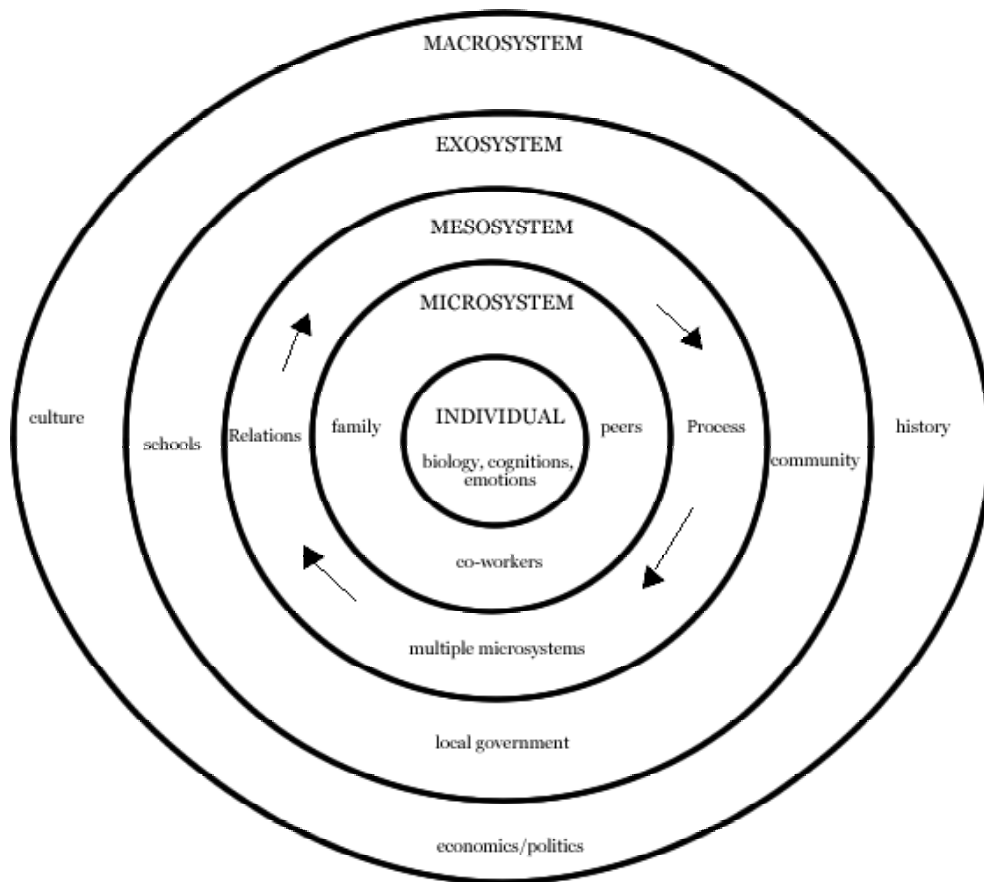 MACROSYSTEM
EXOSYSTEM
MESOSYSTEM
MICROSYSTEM
INDIVIDUAL
biology, cognitions,
emotions
culture
schools
Relations
family
peers
Process
community
history
co-workers
multiple microsystems
local government
economics/politics